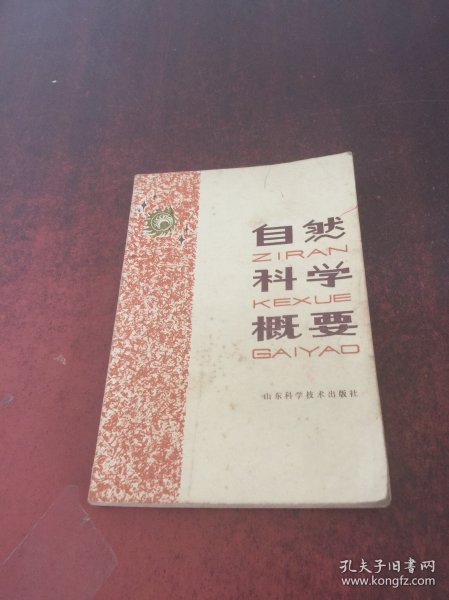 自然
ZIRAN
科学
KEXUE
概要
GAIYAO
山东科学技术出版社
孔夫子旧书网
www.kongfz.com